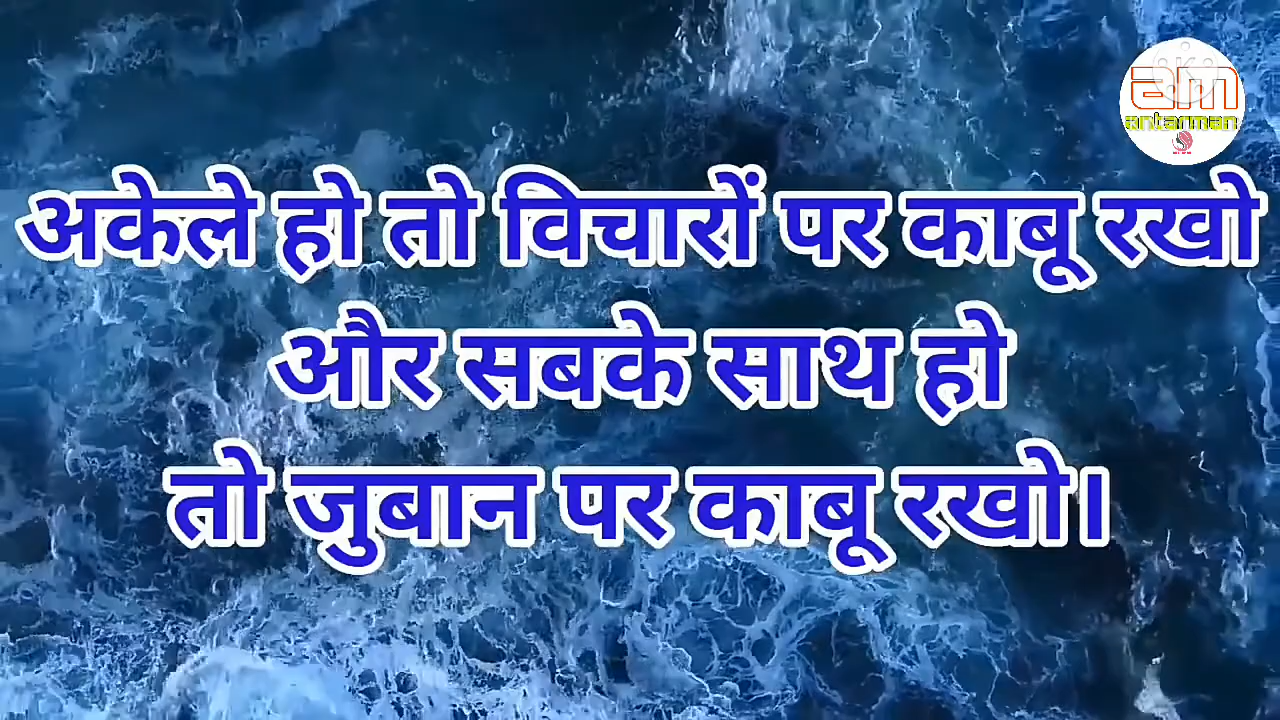 am
antarman
अकेले हो तो विचारों पर काबू रखो
और सबके साथ हो
तो जुबान पर काबू रखो।